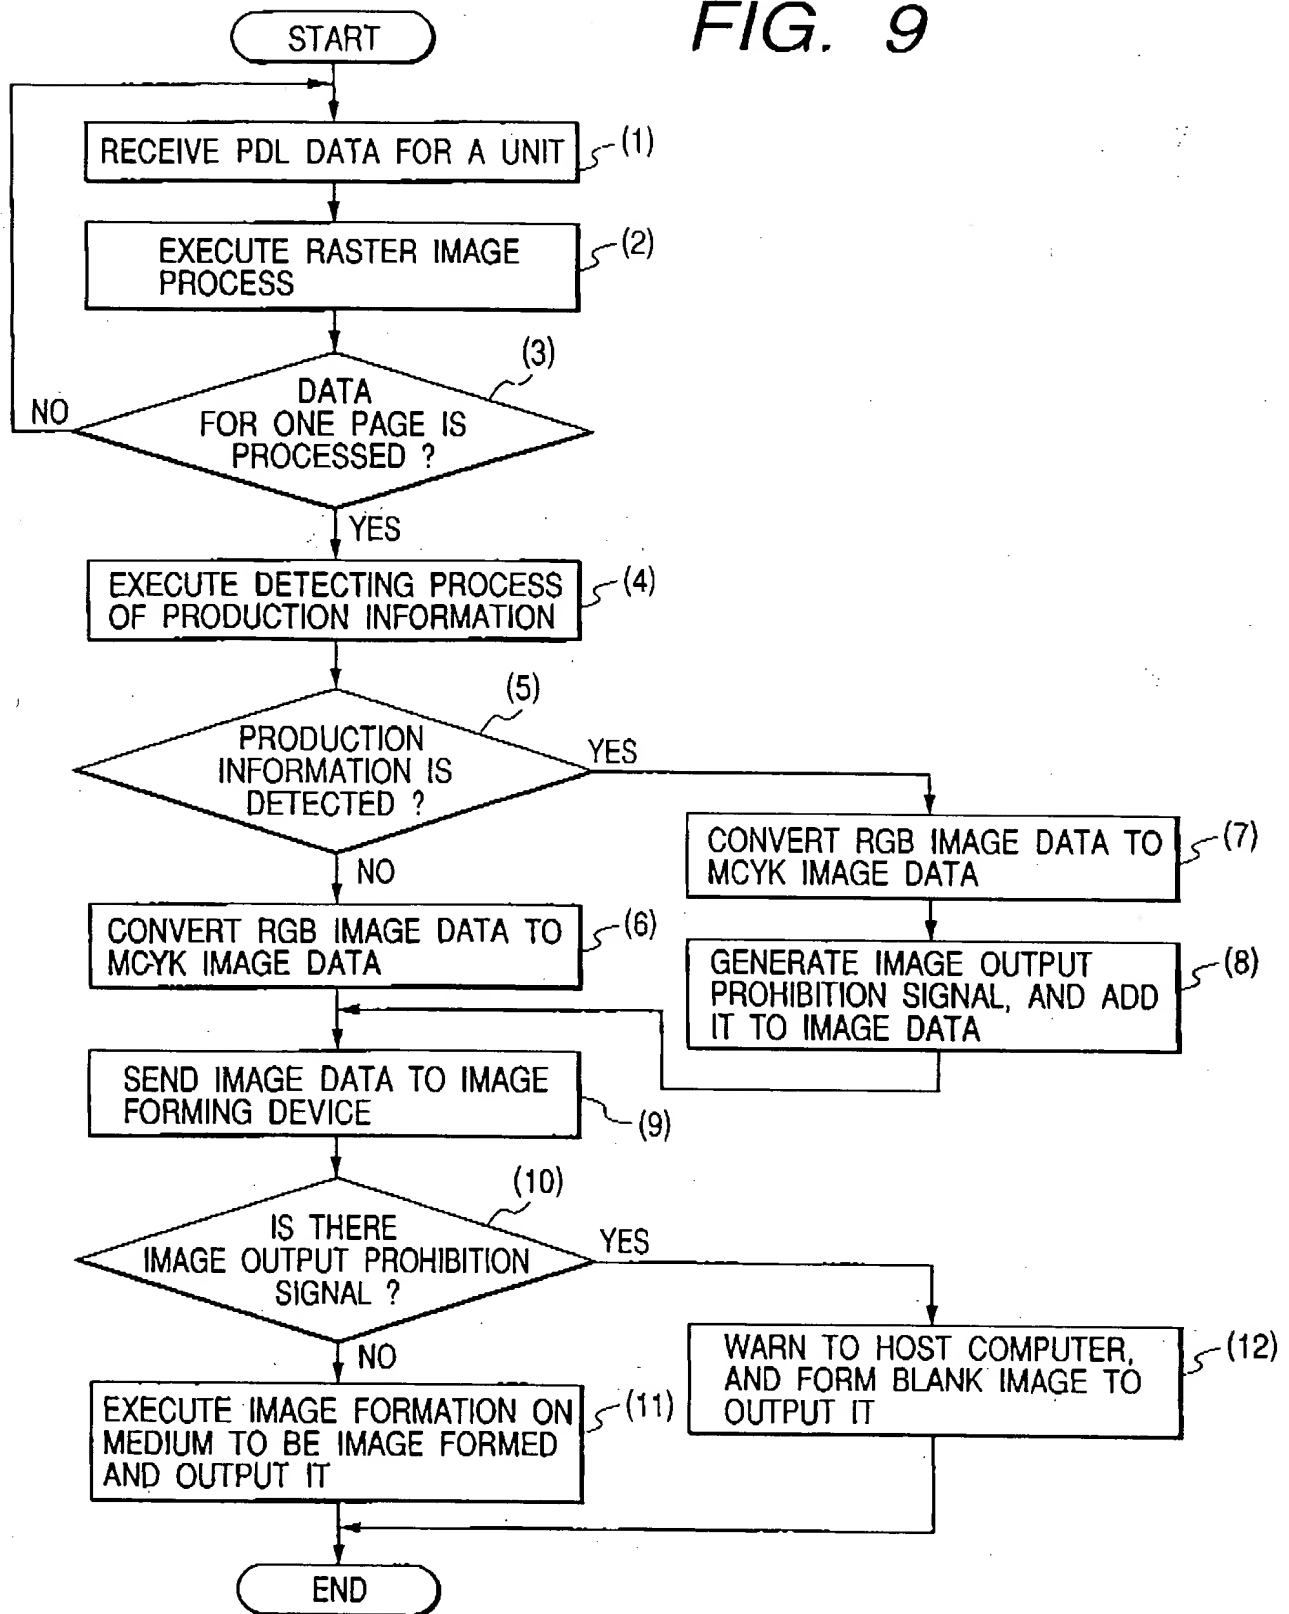 FIG. 9
START
RECEIVE PDL DATA FOR A UNIT
(1)
EXECUTE RASTER IMAGE
PROCESS
(2)
(3)
DATA
FOR ONE PAGE IS
PROCESSED ?
NO
YES
EXECUTE DETECTING PROCESS
OF PRODUCTION INFORMATION
(4)
(5)
PRODUCTION
INFORMATION IS
DETECTED ?
YES
NO
CONVERT RGB IMAGE DATA TO
MCYK IMAGE DATA
(7)
CONVERT RGB IMAGE DATA TO
MCYK IMAGE DATA
(6)
GENERATE IMAGE OUTPUT
PROHIBITION SIGNAL, AND ADD
IT TO IMAGE DATA
(8)
SEND IMAGE DATA TO IMAGE
FORMING DEVICE
(9)
(10)
IS THERE
IMAGE OUTPUT PROHIBITION
SIGNAL ?
YES
NO
WARN TO HOST COMPUTER,
AND FORM BLANK IMAGE TO
OUTPUT IT
(12)
EXECUTE IMAGE FORMATION ON
MEDIUM TO BE IMAGE FORMED
AND OUTPUT IT
(11)
END